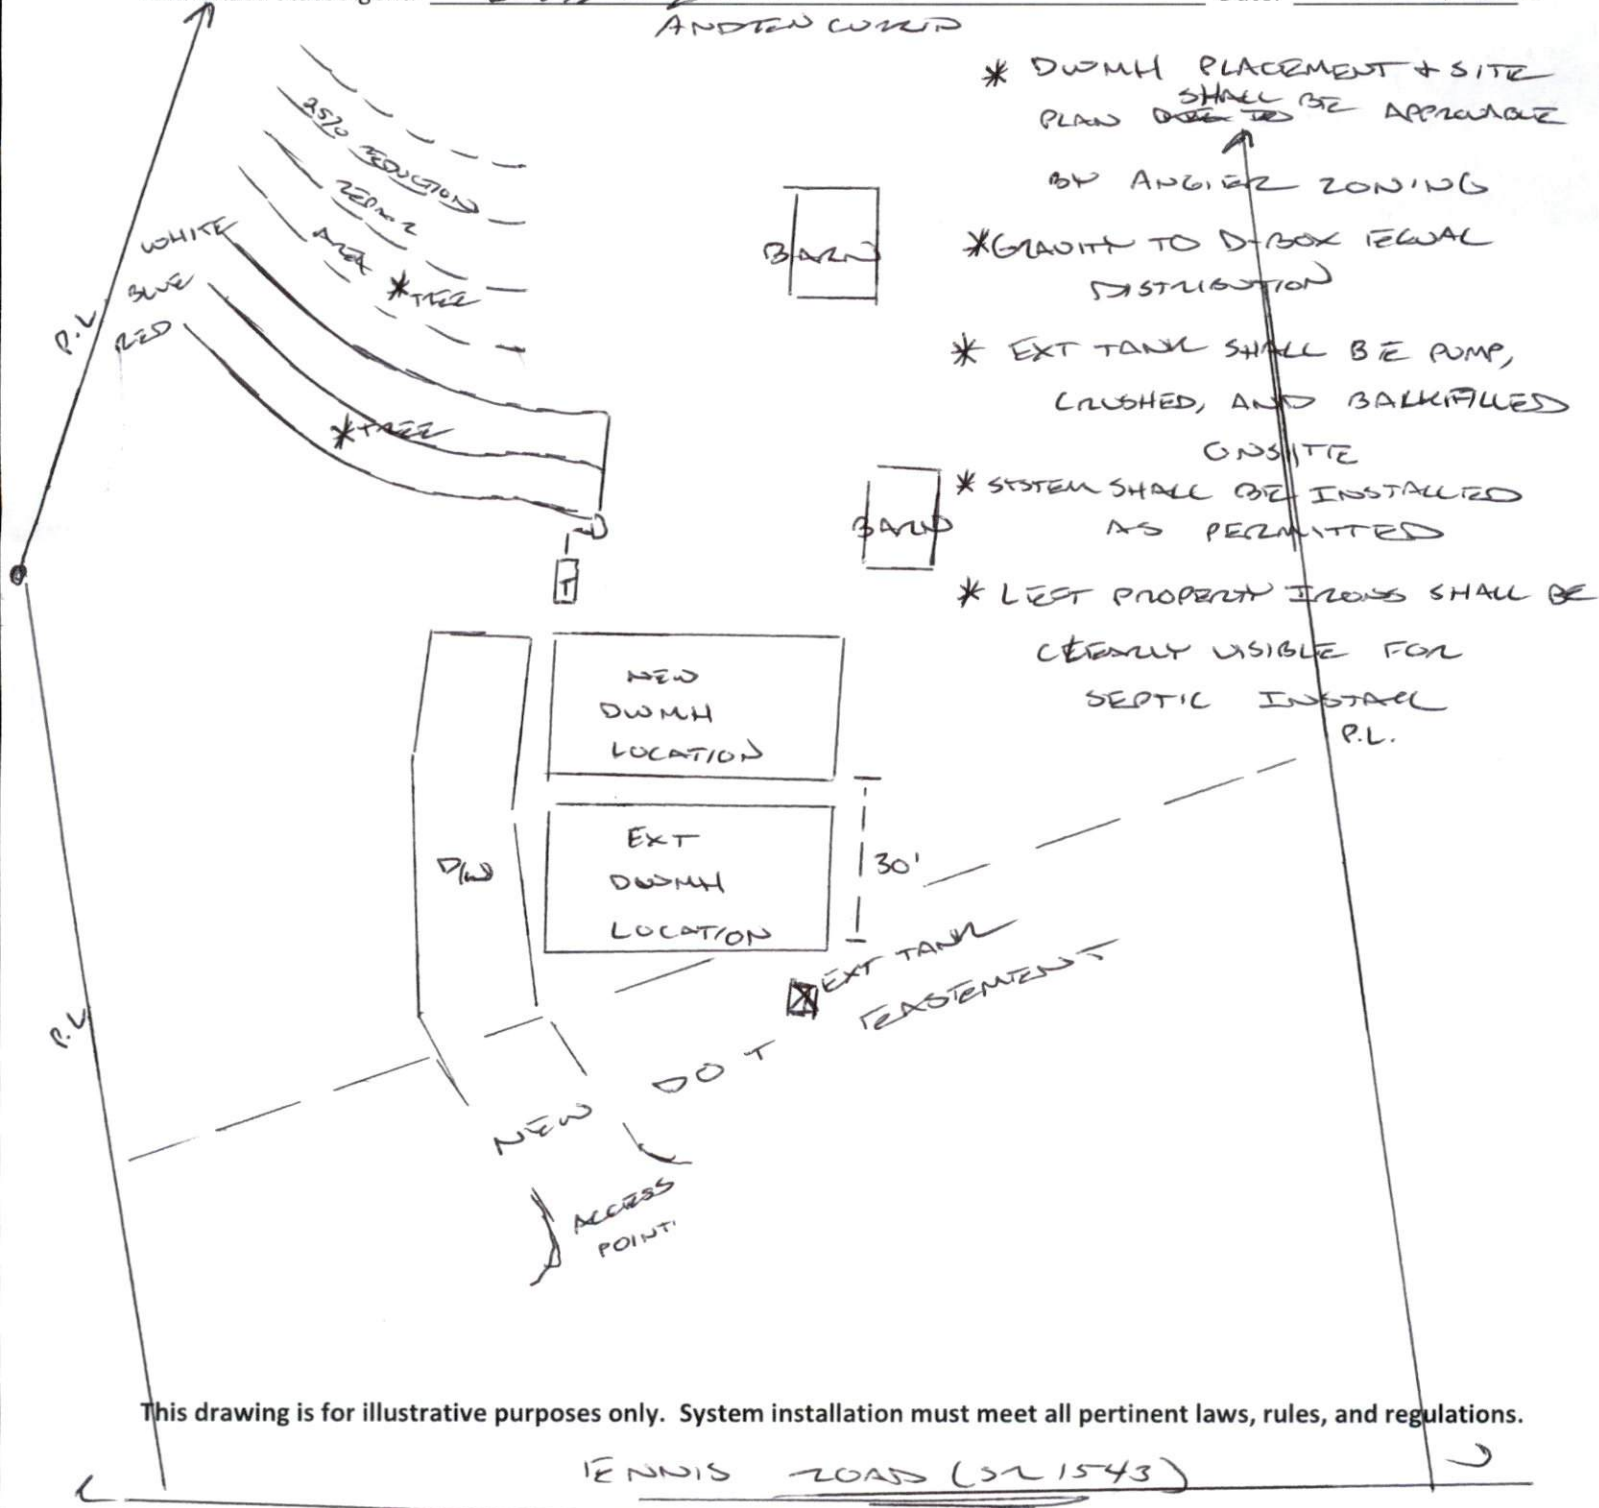 ANDREW CURRIN
* DWMH PLACEMENT + SITE
PLAN SHALL BE APPROVABLE
BY ANGIER ZONING
*GRAVITY TO D-BOX EQUAL
DISTRIBUTION
* EXT TANK SHALL BE PUMP,
CRUSHED, AND BACKFILLED
ONSITE
* SYSTEM SHALL BE INSTALLED
AS PERMITTED
* LEFT PROPERTY IRONS SHALL BE
CLEARLY VISIBLE FOR
SEPTIC INSTALL
P.L.
25% REDUCTION
REPAIR
AREA
*TREE
WHITE
BLUE
RED
P.L
*TREE
BARN
BARN
T
NEW
DWMH
LOCATION
EXT
DWMH
LOCATION
D/W
30'
EXT TANK
NEW DOT EASEMENT
P.L
ACCESS
POINT
This drawing is for illustrative purposes only. System installation must meet all pertinent laws, rules, and regulations.
ENNIS ROAD (SR 1543)